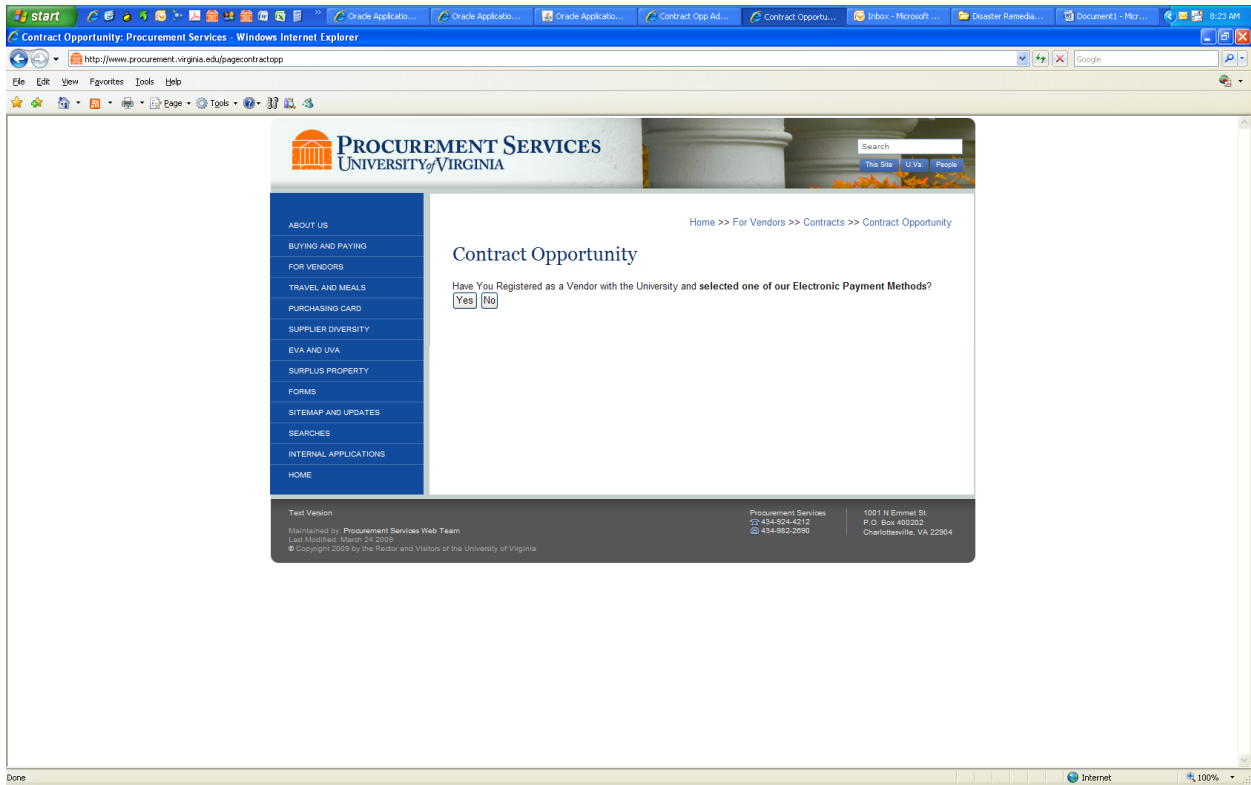 start
Oracle Applicatio...
Oracle Applicatio...
Oracle Applicatio...
Contract Opp Ad...
Contract Opportu...
Inbox - Microsoft ...
Disaster Remedia...
Document1 - Micr...
8:23 AM
Contract Opportunity: Procurement Services - Windows Internet Explorer
http://www.procurement.virginia.edu/pagecontractopp
Google
File Edit View Favorites Tools Help
Page Tools
PROCUREMENT SERVICES
UNIVERSITY of VIRGINIA
Search
This Site U.Va. People
Home >> For Vendors >> Contracts >> Contract Opportunity
Contract Opportunity
Have You Registered as a Vendor with the University and selected one of our Electronic Payment Methods?
Yes No
ABOUT US
BUYING AND PAYING
FOR VENDORS
TRAVEL AND MEALS
PURCHASING CARD
SUPPLIER DIVERSITY
EVA AND UVA
SURPLUS PROPERTY
FORMS
SITEMAP AND UPDATES
SEARCHES
INTERNAL APPLICATIONS
HOME
Text Version
Maintained by: Procurement Services Web Team
Last Modified: March 24 2009
© Copyright 2009 by the Rector and Visitors of the University of Virginia
Procurement Services
434-924-4212
434-982-2690
1001 N Emmet St.
P.O. Box 400202
Charlottesville, VA 22904
Done
Internet
100%